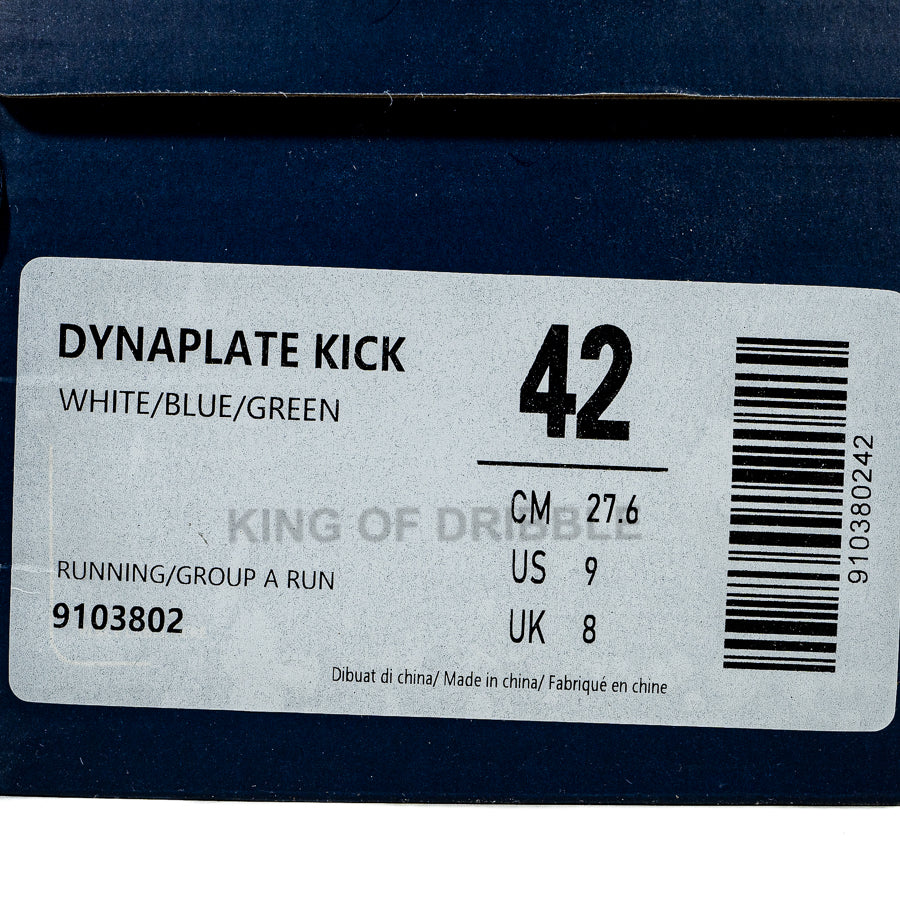 DYNAPLATE KICK
WHITE/BLUE/GREEN
42
CM 27.6
US 9
UK 8
KING OF DRIBBLE
RUNNING/GROUP A RUN
9103802
Dibuat di china/ Made in china/ Fabriqué en chine
910380242